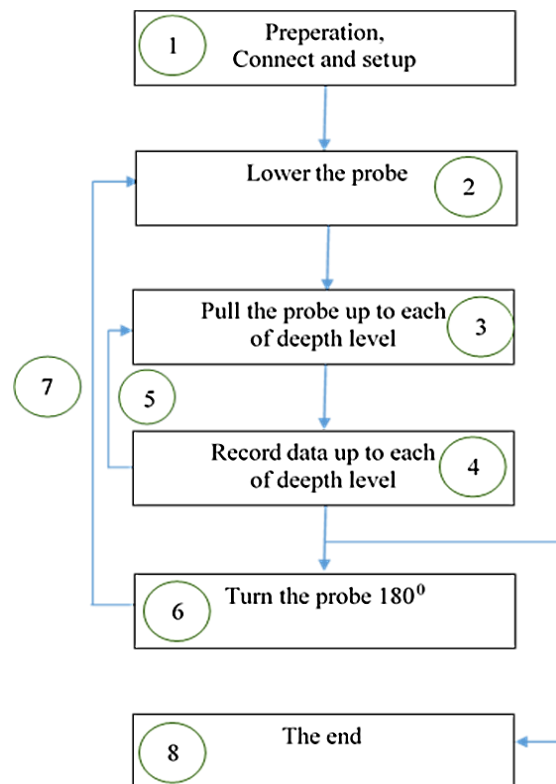 1
Preperation,
Connect and setup
Lower the probe
2
Pull the probe up to each
of deepth level
3
7
5
Record data up to each
of deepth level
4
6
Turn the probe 180⁰
The end
8